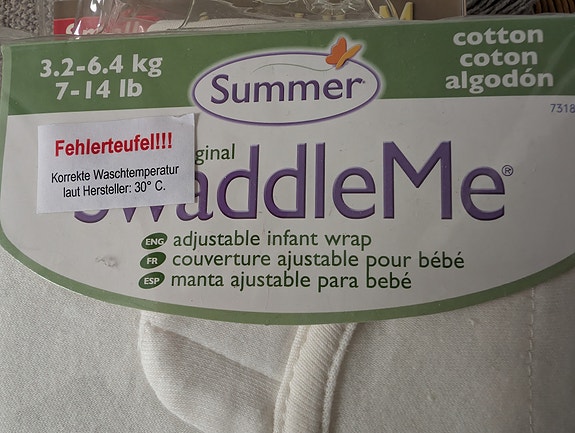 3.2-6.4 kg
7-14 lb
Summer
cotton
coton
algodón
7318
Fehlerteufel!!!
Korrekte Waschtemperatur
laut Hersteller: 30° C.
ginal
SwaddleMe®
ENG adjustable infant wrap
FR couverture ajustable pour bébé
ESP manta ajustable para bebé